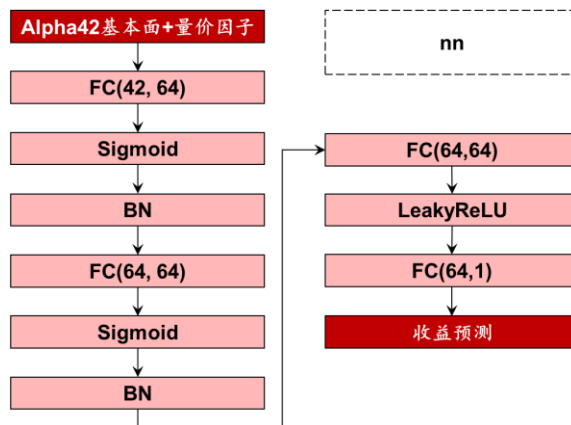 Alpha42基本面+量价因子
FC(42, 64)
Sigmoid
BN
FC(64, 64)
Sigmoid
BN
nn
FC(64,64)
LeakyReLU
FC(64,1)
收益预测